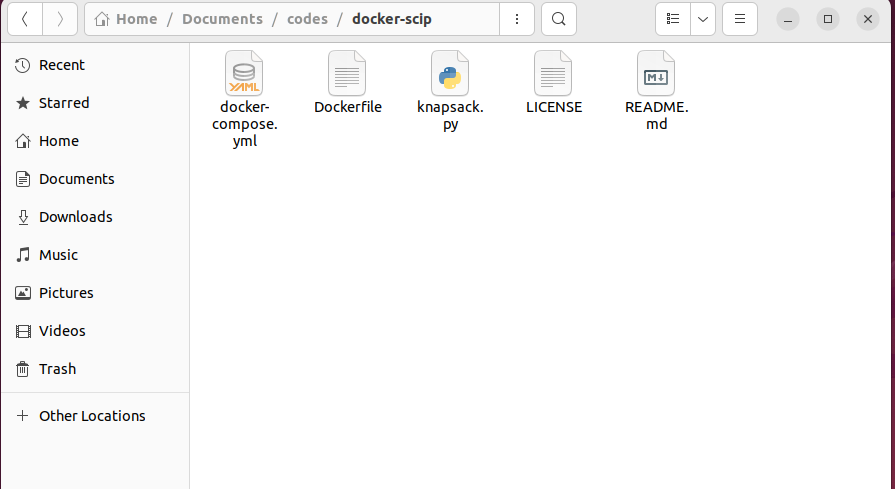 Home / Documents / codes / docker-scip
Recent
Starred
Home
Documents
Downloads
Music
Pictures
Videos
Trash
Other Locations
YAML
docker-
compose.
yml
Dockerfile
knapsack.
py
LICENSE
M
README.
md